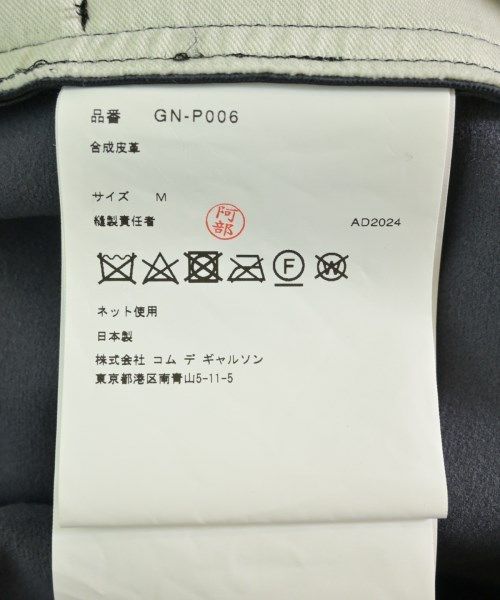 品番 GN-P006
合成皮革
サイズ M
縫製責任者 阿部 AD2024
F W
ネット使用
日本製
株式会社 コム デ ギャルソン
東京都港区南青山5-11-5